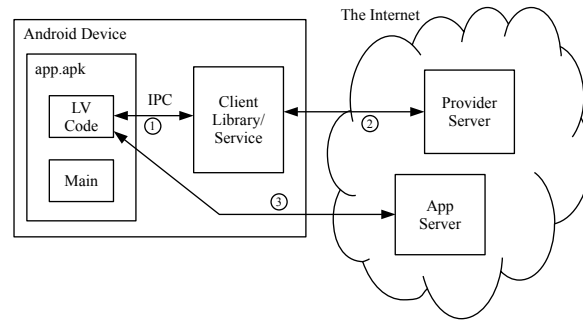 The Internet
Android Device
app.apk
LV
Code
IPC
①
Client
Library/
Service
②
Provider
Server
Main
③
App
Server